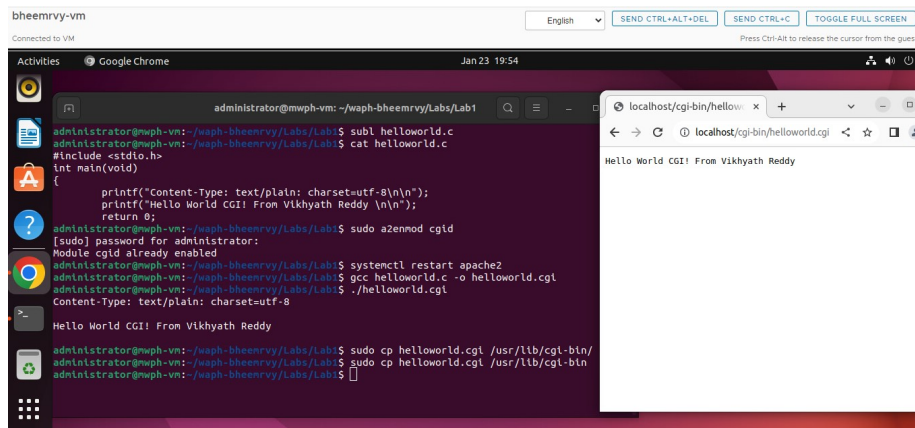 bheemrvy-vm
English
SEND CTRL+ALT+DEL
SEND CTRL+C
TOGGLE FULL SCREEN
Connected to VM
Press Ctrl-Alt to release the cursor from the gues
Activities
Google Chrome
Jan 23 19:54
administrator@mwph-vm: ~/waph-bheemrvy/Labs/Lab1
administrator@mwph-vm:~/waph-bheemrvy/Labs/Lab1$ subl helloworld.c
administrator@mwph-vm:~/waph-bheemrvy/Labs/Lab1$ cat helloworld.c
#include <stdio.h>
int main(void)
{
printf("Content-Type: text/plain: charset=utf-8\n\n");
printf("Hello World CGI! From Vikhyath Reddy \n\n");
return 0;
administrator@mwph-vm:~/waph-bheemrvy/Labs/Lab1$ sudo a2enmod cgid
[sudo] password for administrator:
Module cgid already enabled
administrator@mwph-vm:~/waph-bheemrvy/Labs/Lab1$ systemctl restart apache2
administrator@mwph-vm:~/waph-bheemrvy/Labs/Lab1$ gcc helloworld.c -o helloworld.cgi
administrator@mwph-vm:~/waph-bheemrvy/Labs/Lab1$ ./helloworld.cgi
Content-Type: text/plain: charset=utf-8
Hello World CGI! From Vikhyath Reddy
administrator@mwph-vm:~/waph-bheemrvy/Labs/Lab1$ sudo cp helloworld.cgi /usr/lib/cgi-bin/
administrator@mwph-vm:~/waph-bheemrvy/Labs/Lab1$ sudo cp helloworld.cgi /usr/lib/cgi-bin
administrator@mwph-vm:~/waph-bheemrvy/Labs/Lab1$
localhost/cgi-bin/hellow
localhost/cgi-bin/helloworld.cgi
Hello World CGI! From Vikhyath Reddy